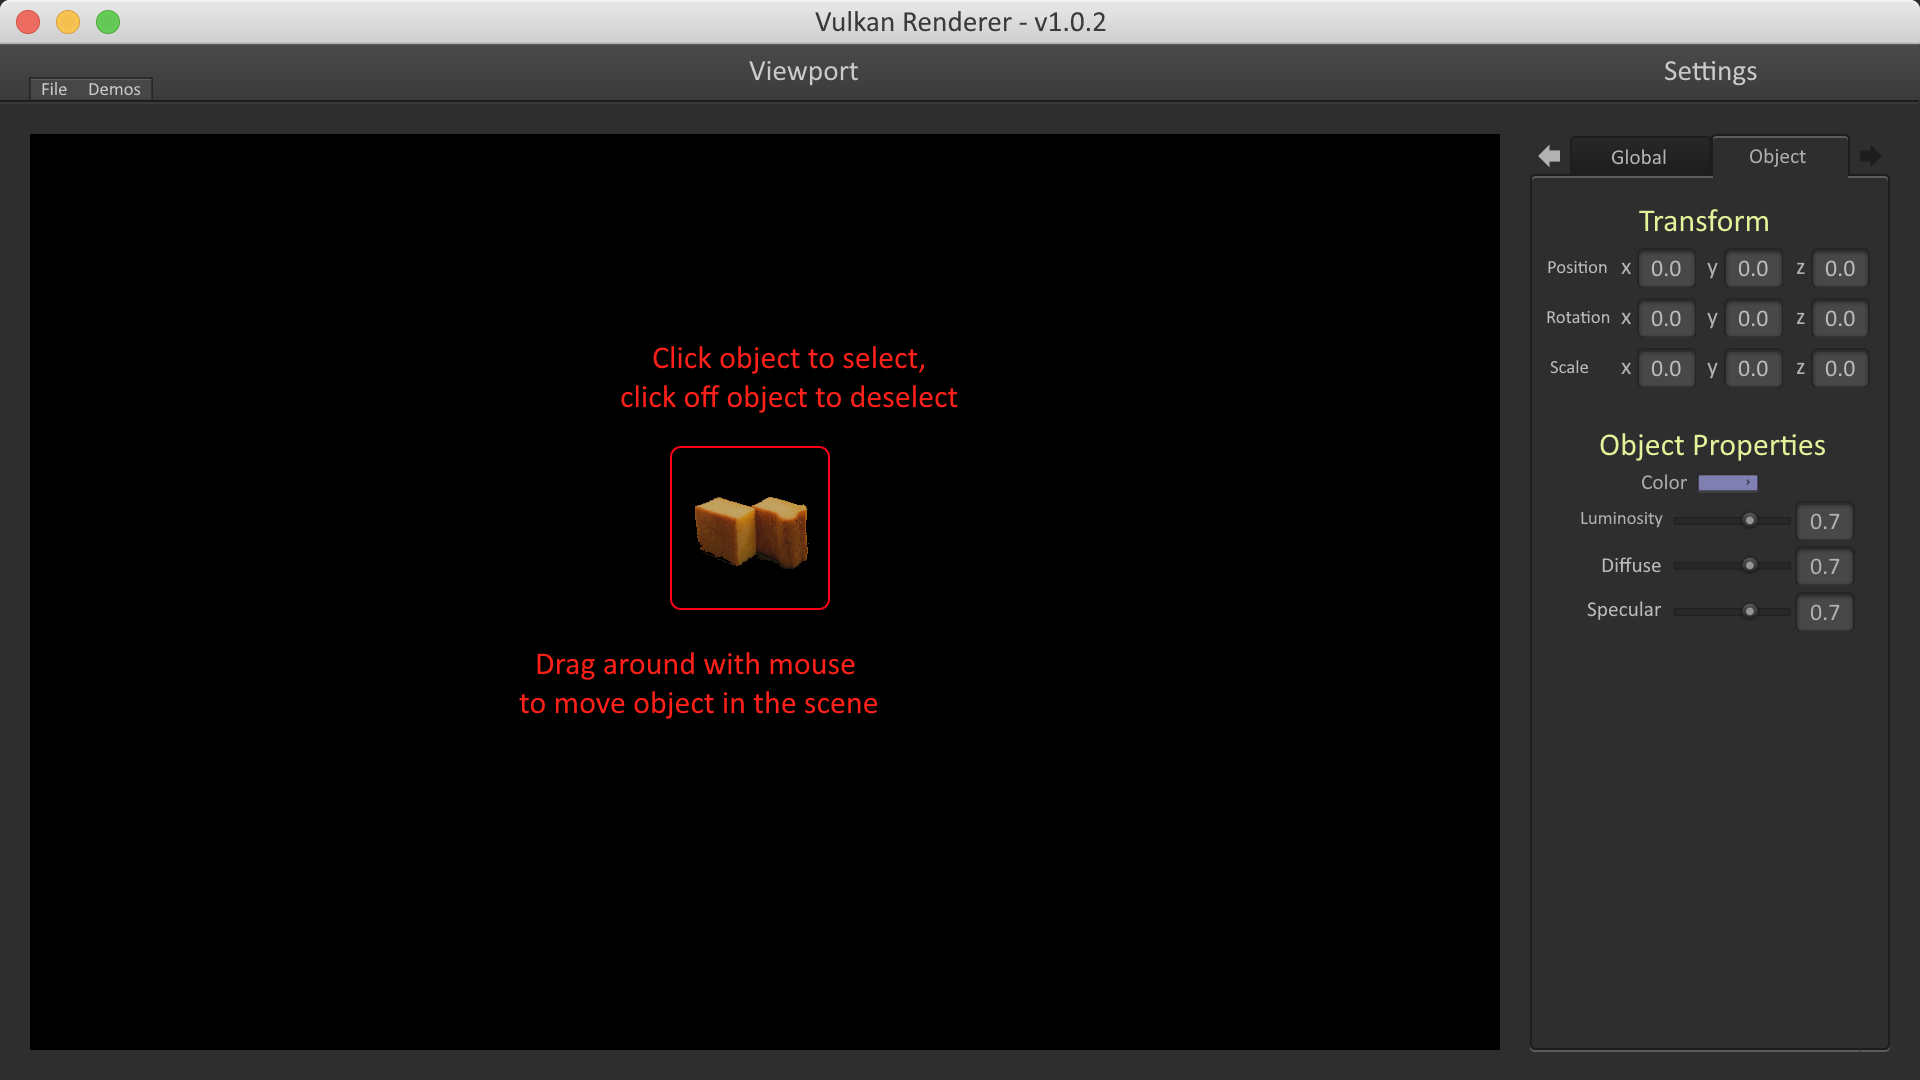 Vulkan Renderer - v1.0.2
Viewport
Settings
File Demos
Global Object
Transform
Position x 0.0 y 0.0 z 0.0
Rotation x 0.0 y 0.0 z 0.0
Scale x 0.0 y 0.0 z 0.0
Click object to select,
click off object to deselect
Object Properties
Color
Luminosity 0.7
Diffuse 0.7
Specular 0.7
Drag around with mouse
to move object in the scene